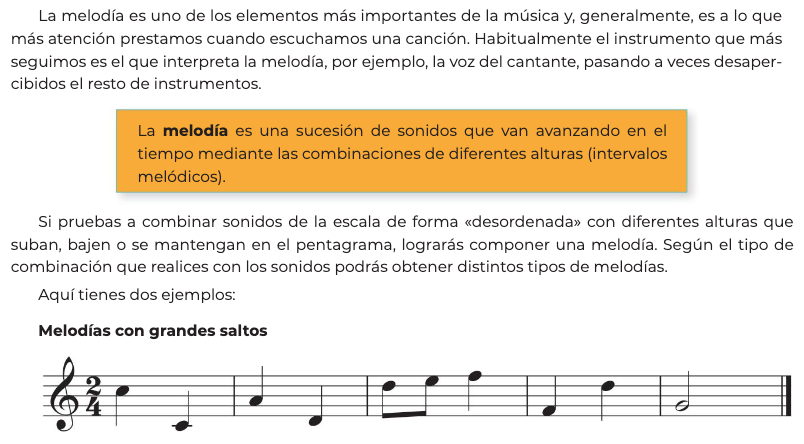 La melodía es uno de los elementos más importantes de la música y, generalmente, es a lo que
más atención prestamos cuando escuchamos una canción. Habitualmente el instrumento que más
seguimos es el que interpreta la melodía, por ejemplo, la voz del cantante, pasando a veces desaper-
cibidos el resto de instrumentos.
La melodía es una sucesión de sonidos que van avanzando en el
tiempo mediante las combinaciones de diferentes alturas (intervalos
melódicos).
Si pruebas a combinar sonidos de la escala de forma «desordenada» con diferentes alturas que
suban, bajen o se mantengan en el pentagrama, lograrás componer una melodía. Según el tipo de
combinación que realices con los sonidos podrás obtener distintos tipos de melodías.
Aquí tienes dos ejemplos:
Melodías con grandes saltos
2
4